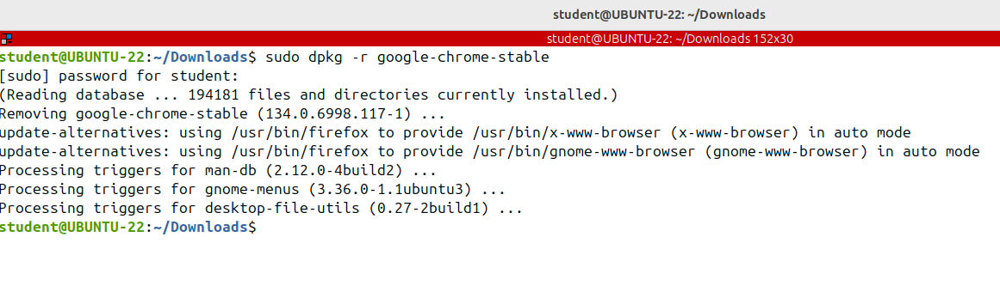 student@UBUNTU-22: ~/Downloads
student@UBUNTU-22: ~/Downloads 152x30
student@UBUNTU-22:~/Downloads$ sudo dpkg -r google-chrome-stable
[sudo] password for student:
(Reading database ... 194181 files and directories currently installed.)
Removing google-chrome-stable (134.0.6998.117-1) ...
update-alternatives: using /usr/bin/firefox to provide /usr/bin/x-www-browser (x-www-browser) in auto mode
update-alternatives: using /usr/bin/firefox to provide /usr/bin/gnome-www-browser (gnome-www-browser) in auto mode
Processing triggers for man-db (2.12.0-4build2) ...
Processing triggers for gnome-menus (3.36.0-1.1ubuntu3) ...
Processing triggers for desktop-file-utils (0.27-2build1) ...
student@UBUNTU-22:~/Downloads$